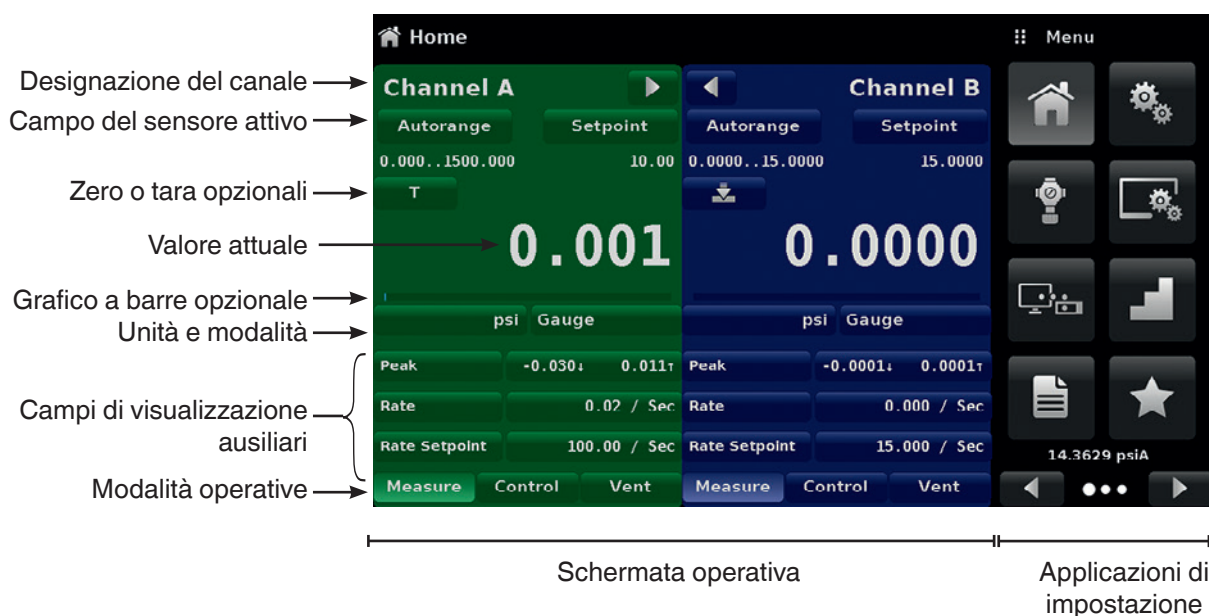 Home
Menu
Designazione del canale
Channel A
Channel B
Campo del sensore attivo
Autorange
Setpoint
Autorange
Setpoint
0.000..1500.000
10.00
0.0000..15.0000
15.0000
Zero o tara opzionali
T
Valore attuale
0.001
0.0000
Grafico a barre opzionale
Unità e modalità
psi Gauge
psi Gauge
Campi di visualizzazione
ausiliari
Peak
-0.030↓
0.011↑
Peak
-0.0001↓
0.0001↑
Rate
0.02 / Sec
Rate
0.000 / Sec
Rate Setpoint
100.00 / Sec
Rate Setpoint
15.000 / Sec
14.3629 psiA
Modalità operative
Measure
Control
Vent
Measure
Control
Vent
Schermata operativa
Applicazioni di
impostazione